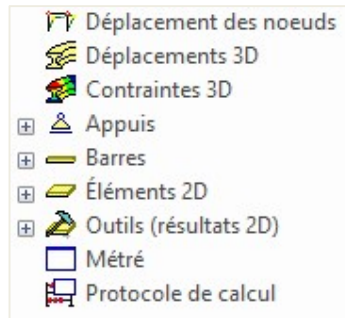 Déplacement des noeuds
Déplacements 3D
Contraintes 3D
Appuis
Barres
Éléments 2D
Outils (résultats 2D)
Métré
Protocole de calcul